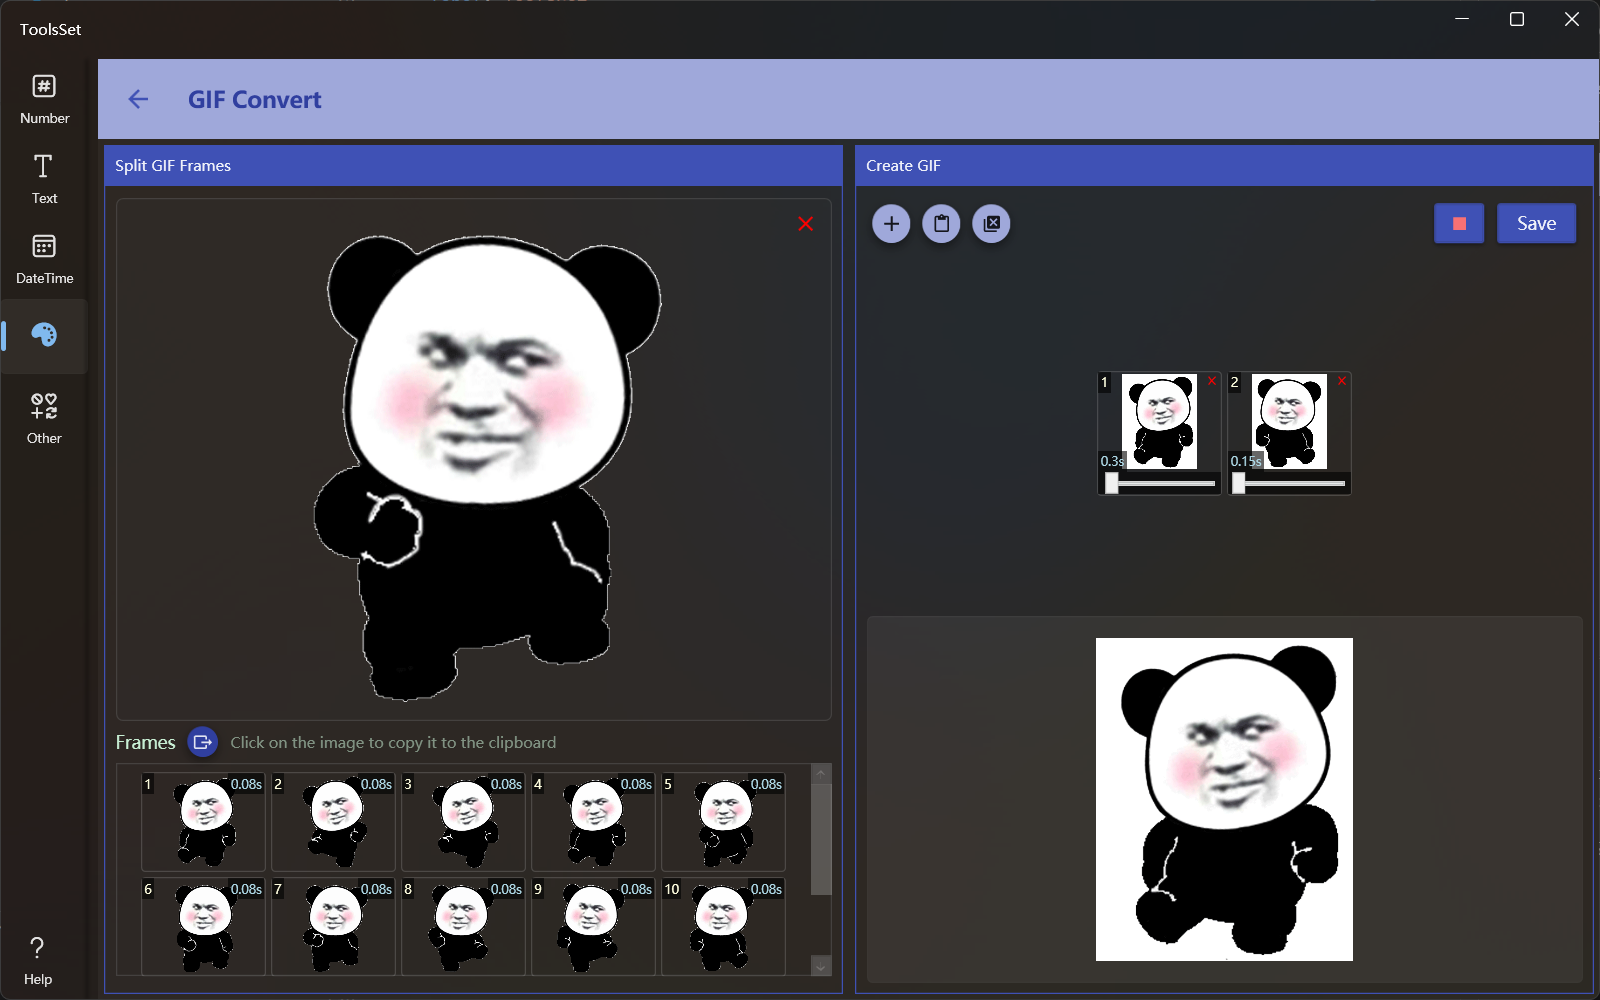 ToolsSet
Number
Text
DateTime
Other
Help
GIF Convert
Split GIF Frames
Frames
Click on the image to copy it to the clipboard
1 0.08s
2 0.08s
3 0.08s
4 0.08s
5 0.08s
6 0.08s
7 0.08s
8 0.08s
9 0.08s
10 0.08s
Create GIF
Save
1
0.3s
2
0.15s